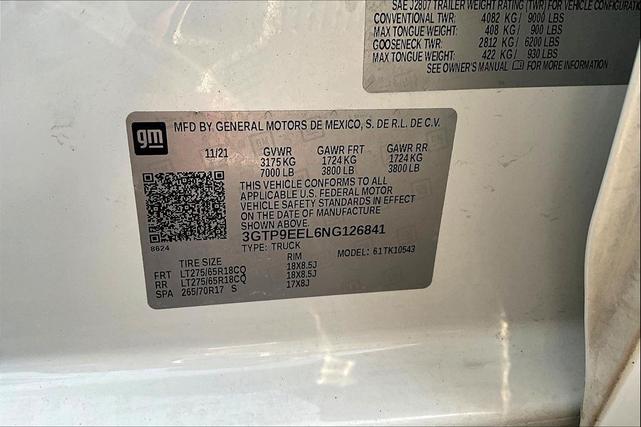 SAE J2807 TRAILER WEIGHT RATING (TWR) FOR VEHICLE CONFIGURATI
CONVENTIONAL TWR: 4082 KG/ 9000 LBS
MAX TONGUE WEIGHT: 408 KG/ 900 LBS
GOOSENECK TWR: 2812 KG/ 6200 LBS
MAX TONGUE WEIGHT: 422 KG/ 930 LBS
SEE OWNER'S MANUAL FOR MORE INFORMATION
gm MFD BY GENERAL MOTORS DE MEXICO, S. DE R.L. DE C.V.
11/21 GVWR GAWR FRT GAWR RR
3175 KG 1724 KG 1724 KG
7000 LB 3800 LB 3800 LB
THIS VEHICLE CONFORMS TO ALL
APPLICABLE U.S. FEDERAL MOTOR
VEHICLE SAFETY STANDARDS IN EFFECT
ON THE DATE OF MANUFACTURE
SHOWN ABOVE.
3GTP9EEL6NG126841
8624 TYPE: TRUCK MODEL: 61TK10543
TIRE SIZE RIM
FRT LT275/65R18CQ 18X8.5J
RR LT275/65R18CQ 18X8.5J
SPA 265/70R17 S 17X8J